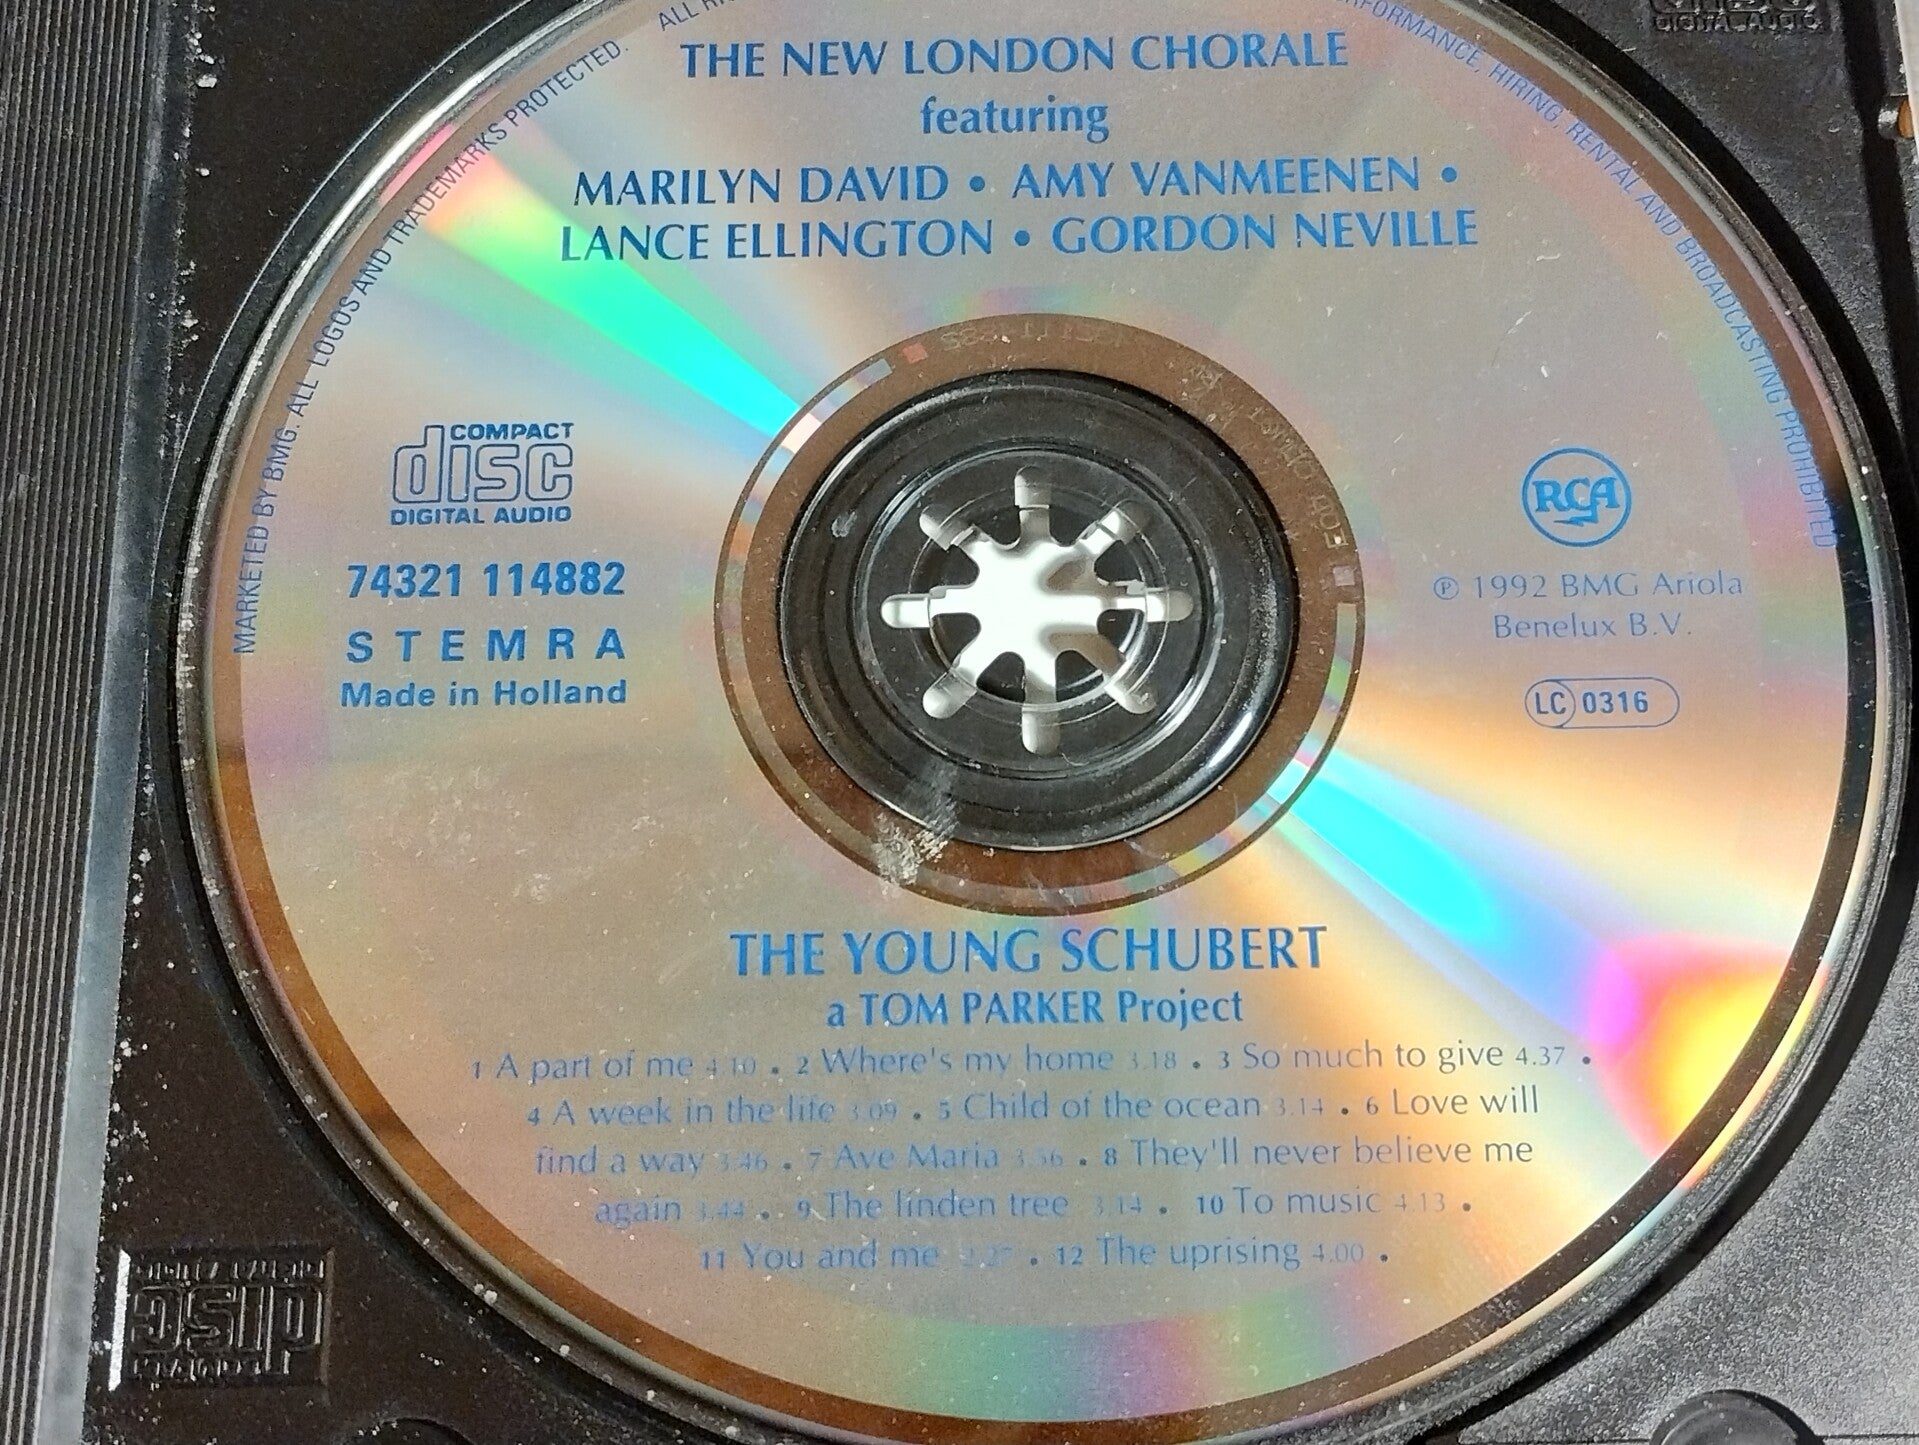 THE NEW LONDON CHORALE
featuring
MARILYN DAVID • AMY VANMEENEN •
LANCE ELLINGTON • GORDON NEVILLE
MARKETED BY BMG. ALL LOGOS AND TRADEMARKS PROTECTED. ALL
PERFORMANCE, HIRING, RENTAL AND BROADCASTING PROHIBITED
COMPACT
disc
DIGITAL AUDIO
74321 114882
STEMRA
Made in Holland
RCA
℗ 1992 BMG Ariola
Benelux B.V.
LC 0316
THE YOUNG SCHUBERT
a TOM PARKER Project
1 A part of me 4.10 • 2 Where's my home 3.18 • 3 So much to give 4.37 •
4 A week in the life 3.09 • 5 Child of the ocean 3.14 • 6 Love will
find a way 3.46 • 7 Ave Maria 3.56 • 8 They'll never believe me
again 3.44 • 9 The linden tree 3.14 • 10 To music 4.13 •
11 You and me 2.27 • 12 The uprising 4.00 •
disc
DIGITAL AUDIO